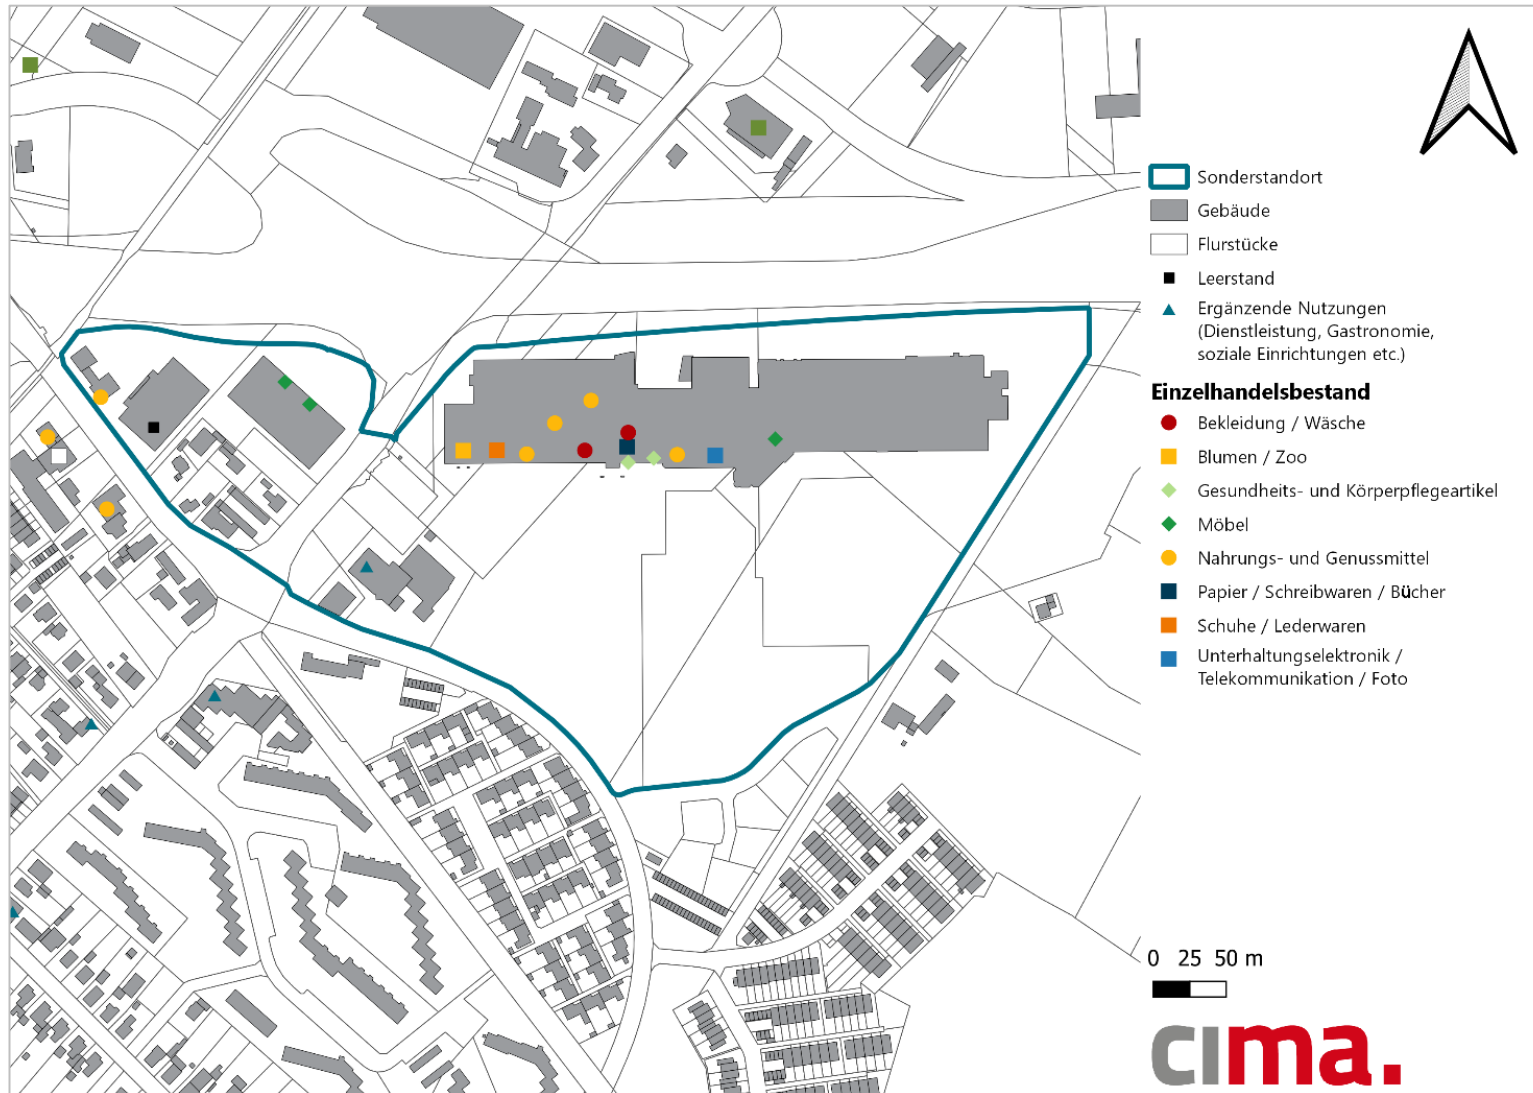 Sonderstandort
Gebäude
Flurstücke
Leerstand
Ergänzende Nutzungen
(Dienstleistung, Gastronomie,
soziale Einrichtungen etc.)
Einzelhandelsbestand
Bekleidung / Wäsche
Blumen / Zoo
Gesundheits- und Körperpflegeartikel
Möbel
Nahrungs- und Genussmittel
Papier / Schreibwaren / Bücher
Schuhe / Lederwaren
Unterhaltungselektronik /
Telekommunikation / Foto
0 25 50 m
cima.